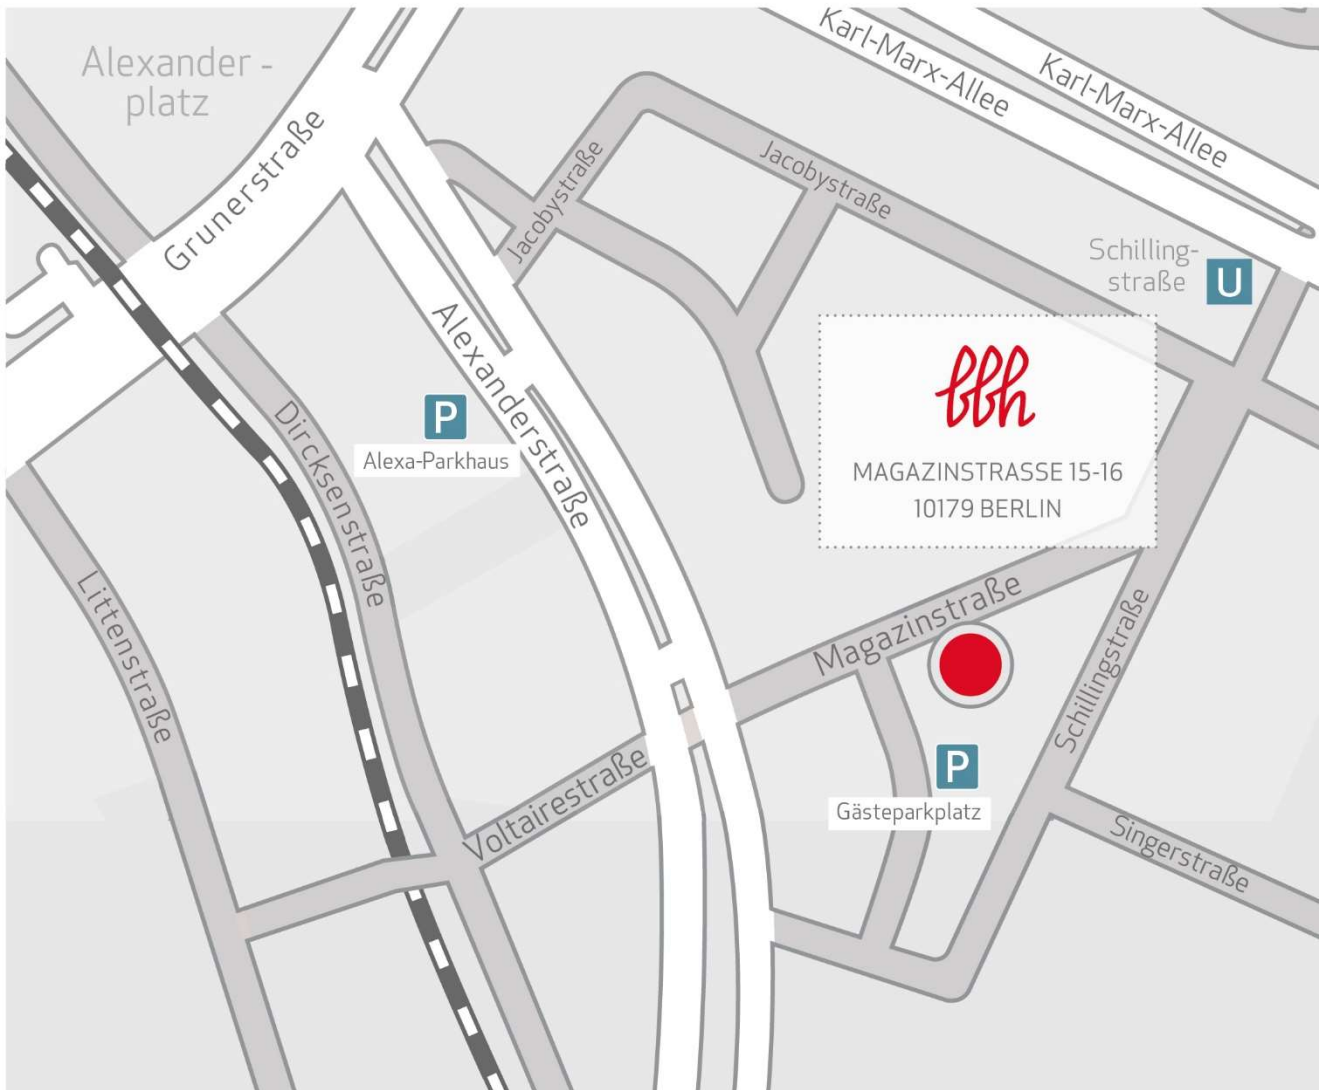 Alexander -
platz
Grunerstraße
Karl-Marx-Allee
Karl-Marx-Allee
Jacobystraße
Jacobystraße
Schilling-
straße
U
Alexanderstraße
P
Alexa-Parkhaus
Dircksenstraße
bbh
MAGAZINSTRASSE 15-16
10179 BERLIN
Littenstraße
Magazinstraße
Schillingstraße
Voltairestraße
P
Gästeparkplatz
Singerstraße